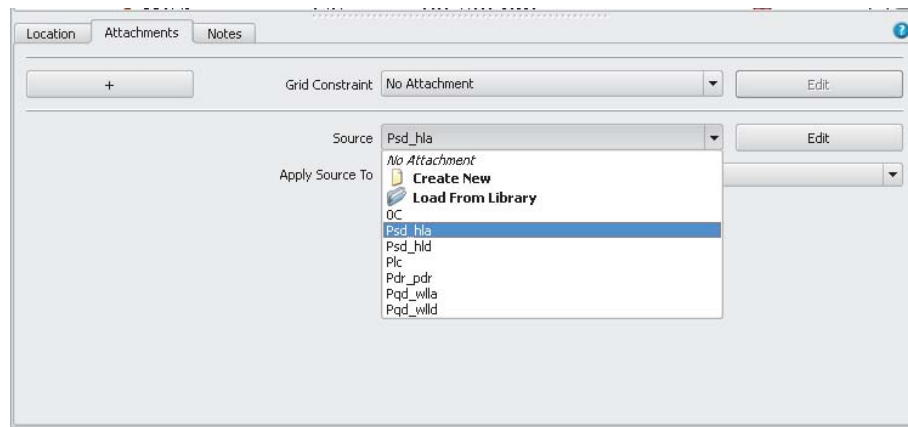 Location Attachments Notes
+ Grid Constraint No Attachment Edit
Source Psd_hla Edit
No Attachment
Apply Source To
Create New
Load From Library
0C
Psd_hla
Psd_hld
Plc
Pdr_pdr
Pqd_wlla
Pqd_wlld